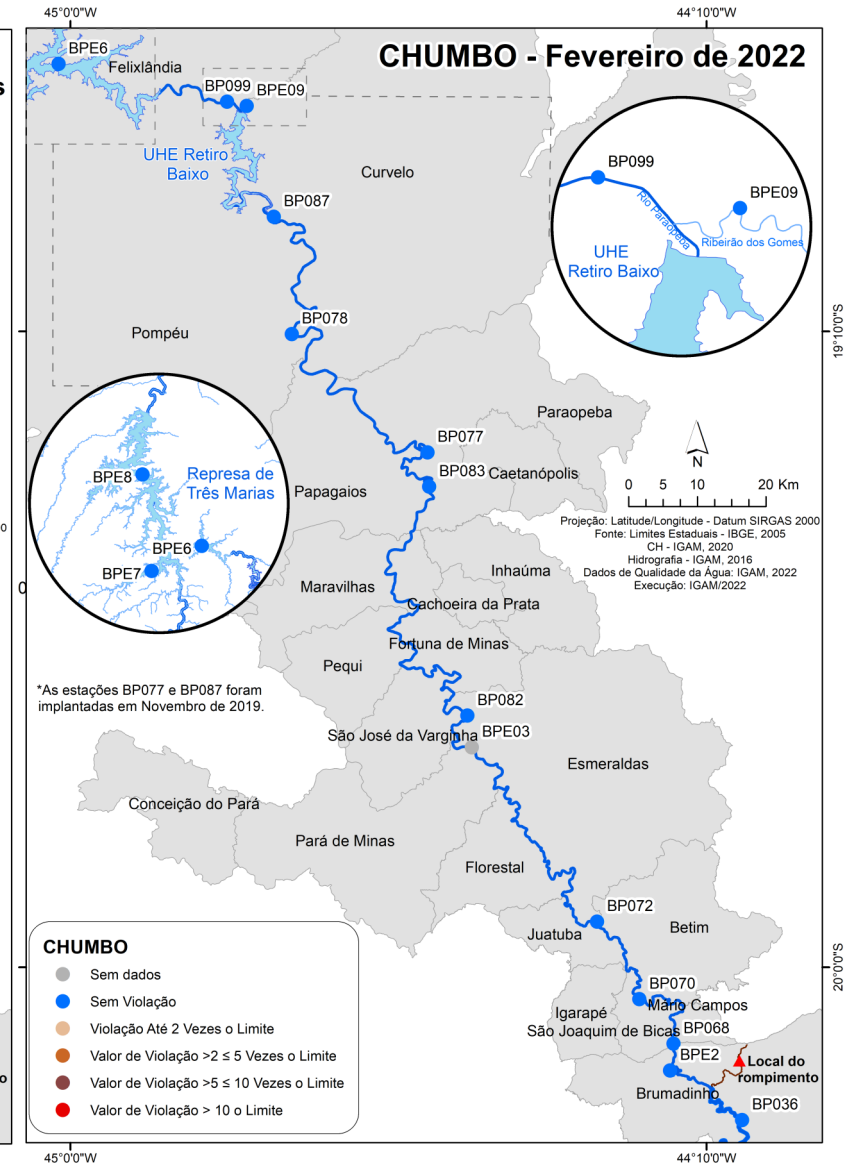 45°0'0"W
44°10'0"W
CHUMBO - Fevereiro de 2022
BPE6
Felixlândia
BP099
BPE09
UHE Retiro
Baixo
Curvelo
BP087
BP099
BPE09
Rio Paraopeba
Ribeirão dos Gomes
UHE
Retiro Baixo
BP078
Pompéu
19°10'0"S
Paraopeba
BP077
N
BP083
Caetanópolis
BPE8
Represa de
Três Marias
Papagaios
0 5 10 20 Km
Projeção: Latitude/Longitude - Datum SIRGAS 2000
Fonte: Limites Estaduais - IBGE, 2005
CH - IGAM, 2020
Hidrografia - IGAM, 2016
Dados de Qualidade da Água: IGAM, 2022
Execução: IGAM/2022
BPE6
BPE7
Inhaúma
Maravilhas
Cachoeira da Prata
Fortuna de Minas
Pequi
*As estações BP077 e BP087 foram
implantadas em Novembro de 2019.
BP082
São José da Varginha
BPE03
Esmeraldas
Conceição do Pará
Pará de Minas
Florestal
BP072
Juatuba
Betim
20°0'0"S
BP070
Mário Campos
Igarapé
São Joaquim de Bicas
BP068
BPE2
Local do
rompimento
Brumadinho
BP036
CHUMBO
Sem dados
Sem Violação
Violação Até 2 Vezes o Limite
Valor de Violação >2 ≤ 5 Vezes o Limite
Valor de Violação >5 ≤ 10 Vezes o Limite
Valor de Violação > 10 o Limite
45°0'0"W
44°10'0"W